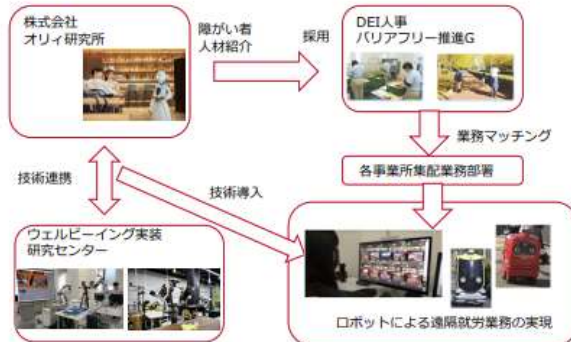 株式会社
オリィ研究所
障がい者
人材紹介
採用
DEI人事
バリアフリー推進G
業務マッチング
各事業所集配業務部署
技術連携
技術導入
ウェルビーイング実装
研究センター
ロボットによる遠隔就労業務の実現